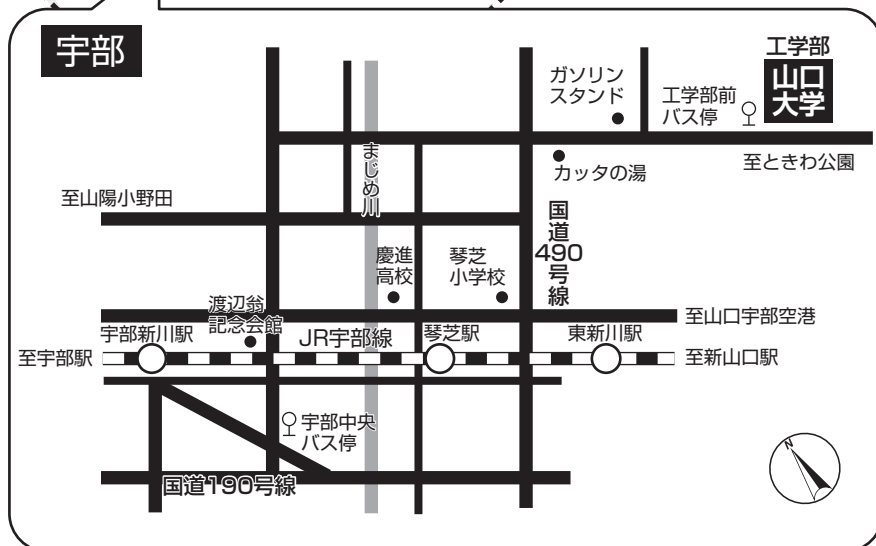 宇部
工学部
山口
大学
ガソリン
スタンド
工学部前
バス停
至ときわ公園
カッタの湯
まじめ川
至山陽小野田
国道490号線
慶進
高校
琴芝
小学校
渡辺翁
記念会館
至山口宇部空港
宇部新川駅
JR宇部線
琴芝駅
東新川駅
至宇部駅
至新山口駅
宇部中央
バス停
国道190号線
N